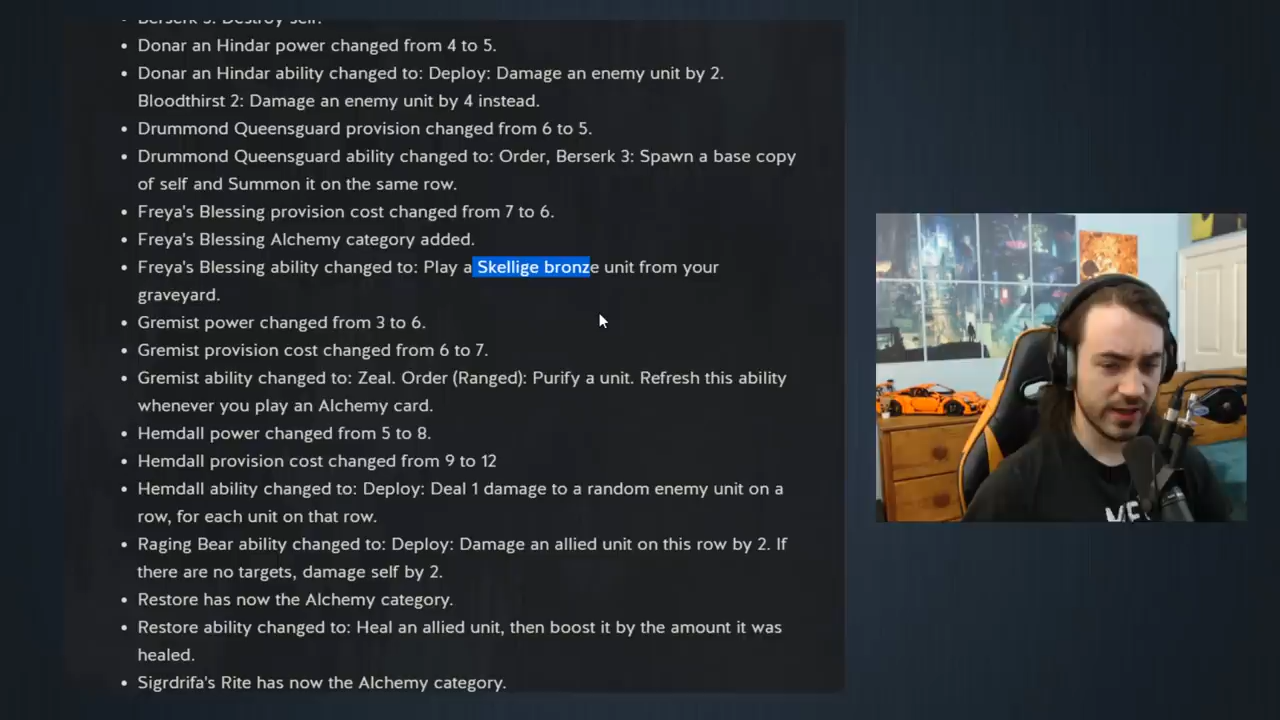 Berserk 5: Destroy self.
Donar an Hindar power changed from 4 to 5.
Donar an Hindar ability changed to: Deploy: Damage an enemy unit by 2.
Bloodthirst 2: Damage an enemy unit by 4 instead.
Drummond Queensguard provision changed from 6 to 5.
Drummond Queensguard ability changed to: Order, Berserk 3: Spawn a base copy
of self and Summon it on the same row.
Freya's Blessing provision cost changed from 7 to 6.
Freya's Blessing Alchemy category added.
Freya's Blessing ability changed to: Play a Skellige bronze unit from your
graveyard.
Gremist power changed from 3 to 6.
Gremist provision cost changed from 6 to 7.
Gremist ability changed to: Zeal. Order (Ranged): Purify a unit. Refresh this ability
whenever you play an Alchemy card.
Hemdall power changed from 5 to 8.
Hemdall provision cost changed from 9 to 12
Hemdall ability changed to: Deploy: Deal 1 damage to a random enemy unit on a
row, for each unit on that row.
Raging Bear ability changed to: Deploy: Damage an allied unit on this row by 2. If
there are no targets, damage self by 2.
Restore has now the Alchemy category.
Restore ability changed to: Heal an allied unit, then boost it by the amount it was
healed.
Sigrdrifa's Rite has now the Alchemy category.